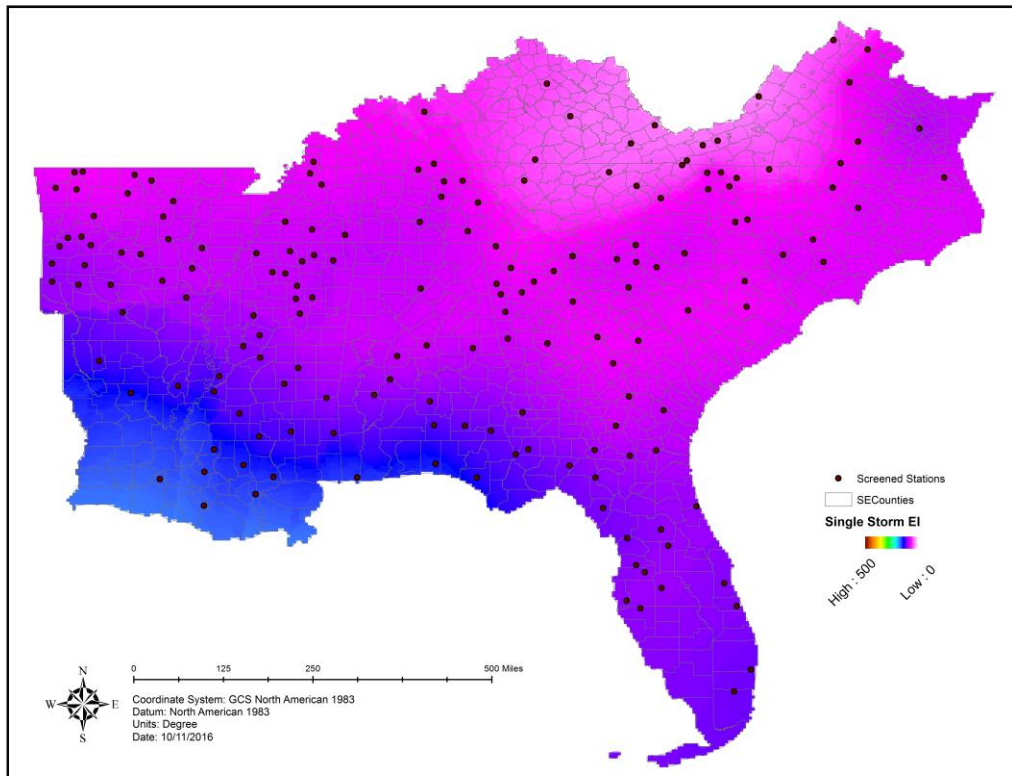 Screened Stations
SECounties
Single Storm EI
High : 500
Low : 0
0 125 250 500 Miles
N
W E
S
Coordinate System: GCS North American 1983
Datum: North American 1983
Units: Degree
Date: 10/11/2016